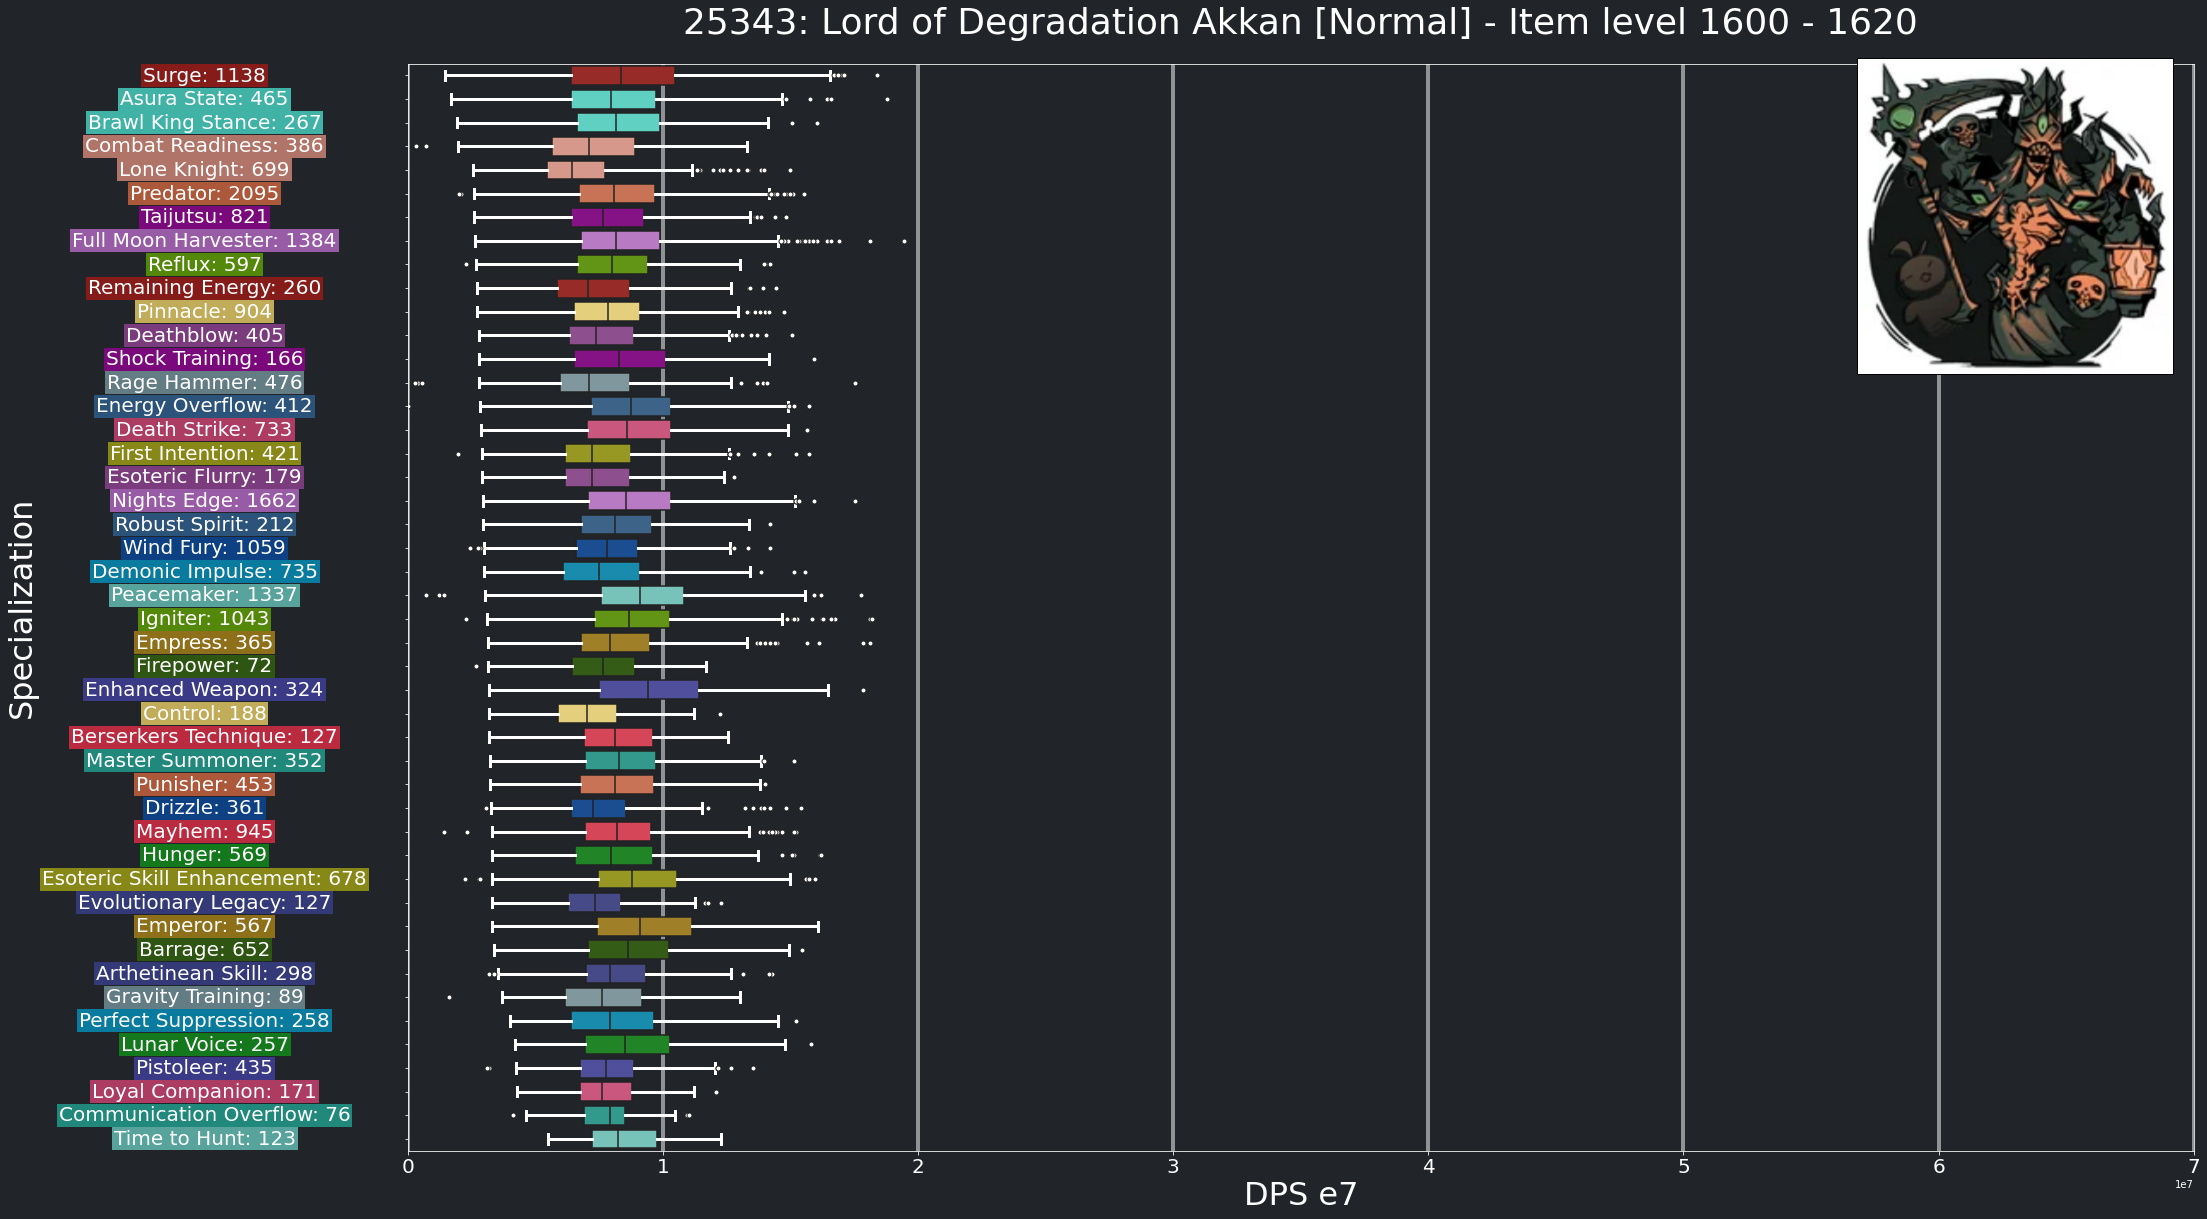 25343: Lord of Degradation Akkan [Normal] - Item level 1600 - 1620
Surge: 1138
Asura State: 465
Brawl King Stance: 267
Combat Readiness: 386
Lone Knight: 699
Predator: 2095
Taijutsu: 821
Full Moon Harvester: 1384
Reflux: 597
Remaining Energy: 260
Pinnacle: 904
Deathblow: 405
Shock Training: 166
Rage Hammer: 476
Energy Overflow: 412
Death Strike: 733
First Intention: 421
Esoteric Flurry: 179
Nights Edge: 1662
Robust Spirit: 212
Wind Fury: 1059
Demonic Impulse: 735
Peacemaker: 1337
Igniter: 1043
Empress: 365
Firepower: 72
Enhanced Weapon: 324
Control: 188
Berserkers Technique: 127
Master Summoner: 352
Punisher: 453
Drizzle: 361
Mayhem: 945
Hunger: 569
Esoteric Skill Enhancement: 678
Evolutionary Legacy: 127
Emperor: 567
Barrage: 652
Arthetinean Skill: 298
Gravity Training: 89
Perfect Suppression: 258
Lunar Voice: 257
Pistoleer: 435
Loyal Companion: 171
Communication Overflow: 76
Time to Hunt: 123
Specialization
0 1 2 3 4 5 6 7
1e7
DPS e7